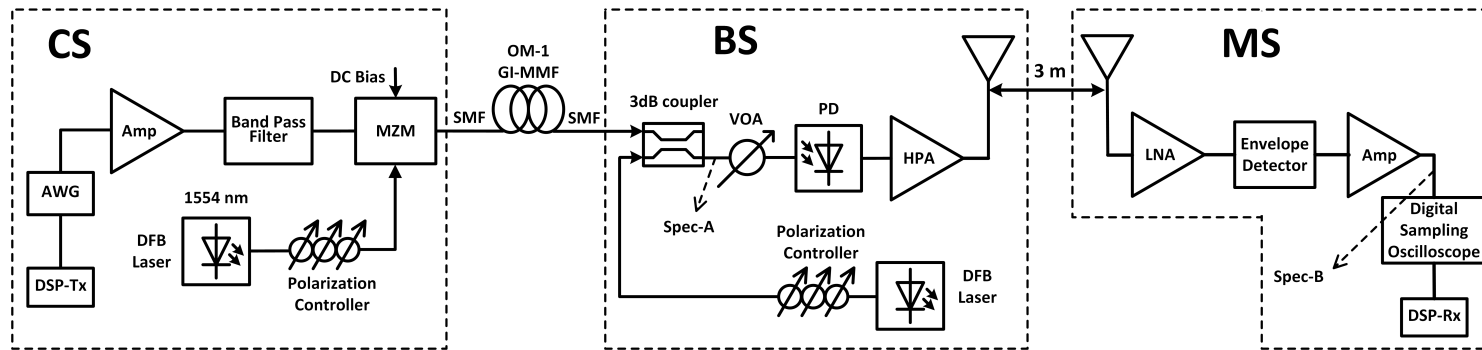 CS
DC Bias
Amp
Band Pass
Filter
MZM
AWG
1554 nm
DFB
Laser
DSP-Tx
Polarization
Controller
OM-1
GI-MMF
SMF
SMF
BS
3dB coupler
VOA
PD
HPA
Spec-A
Polarization
Controller
DFB
Laser
3 m
MS
LNA
Envelope
Detector
Amp
Digital
Sampling
Oscilloscope
Spec-B
DSP-Rx